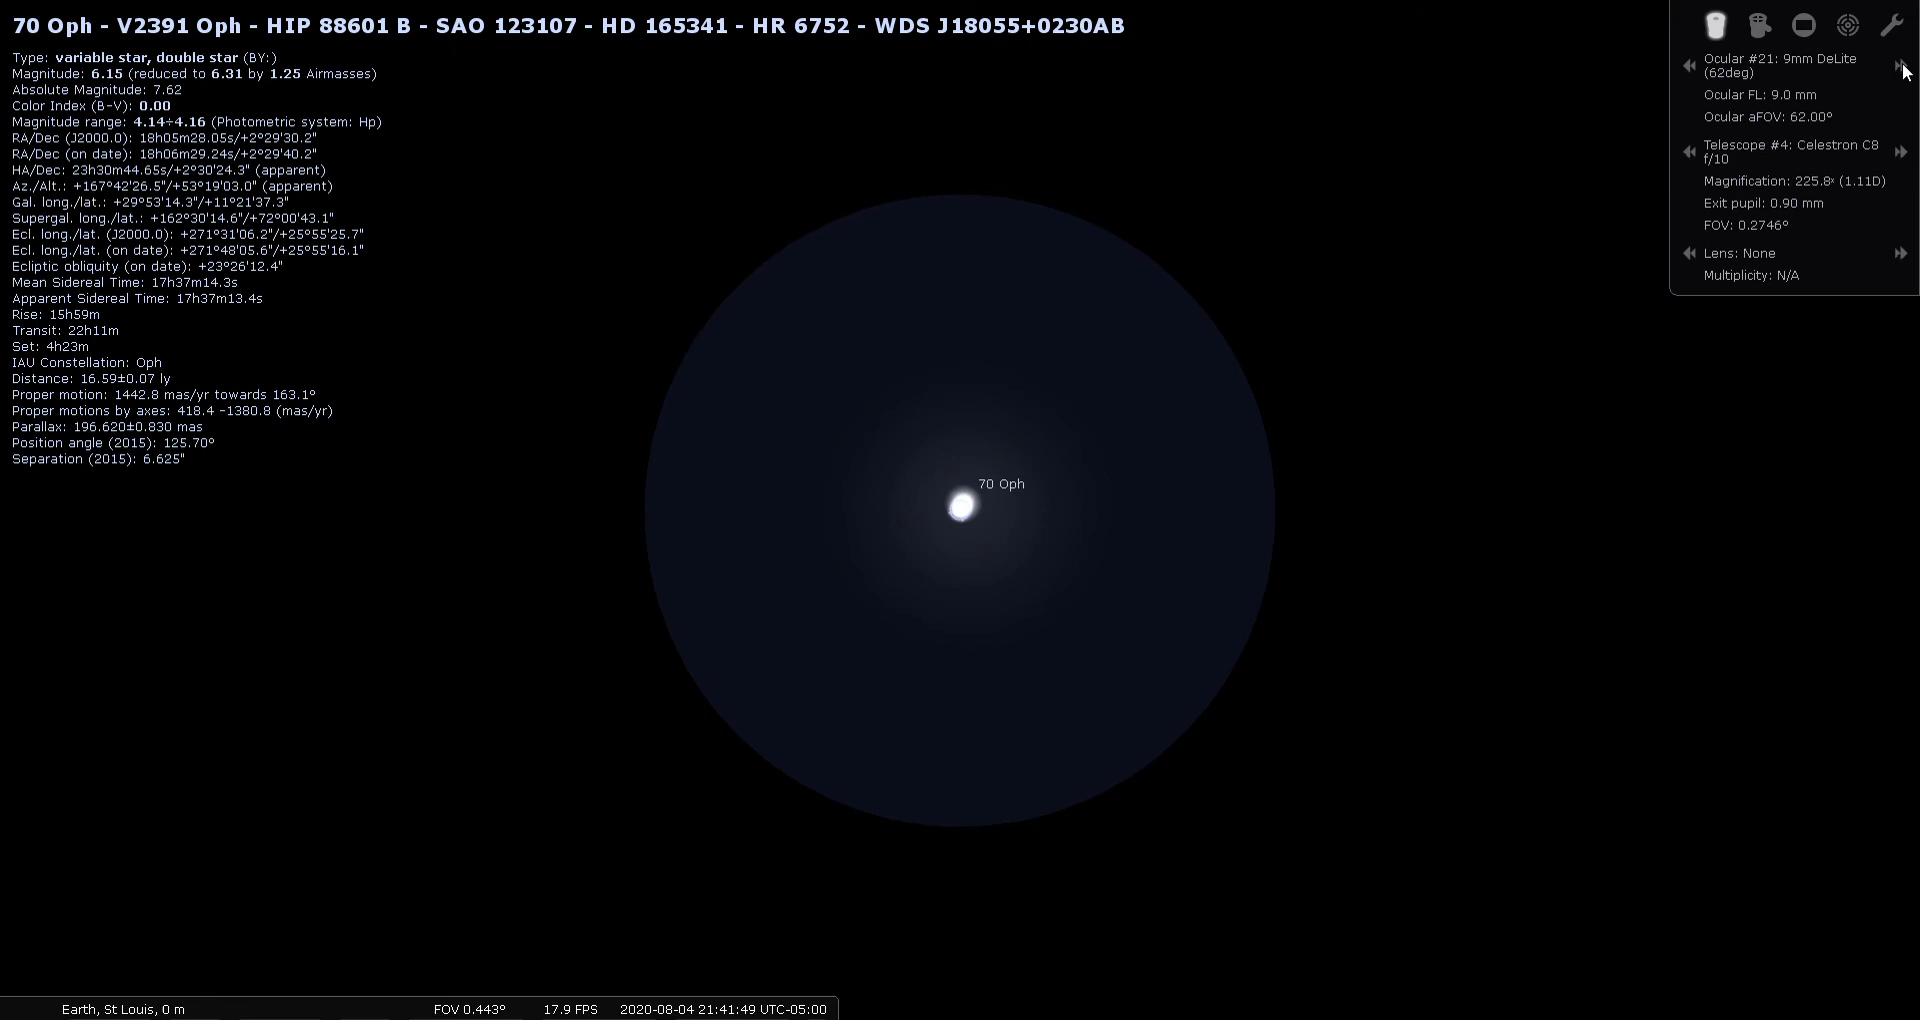 70 Oph - V2391 Oph - HIP 88601 B - SAO 123107 - HD 165341 - HR 6752 - WDS J18055+0230AB
Type: variable star, double star (BY:)
Magnitude: 6.15 (reduced to 6.31 by 1.25 Airmasses)
Absolute Magnitude: 7.62
Color Index (B-V): 0.00
Magnitude range: 4.14÷4.16 (Photometric system: Hp)
RA/Dec (J2000.0): 18h05m28.05s/+2°29'30.2"
RA/Dec (on date): 18h06m29.24s/+2°29'40.2"
HA/Dec: 23h30m44.65s/+2°30'24.3" (apparent)
Az./Alt.: +167°42'26.5"/+53°19'03.0" (apparent)
Gal. long./lat.: +29°53'14.3"/+11°21'37.3"
Supergal. long./lat.: +162°30'14.6"/+72°00'43.1"
Ecl. long./lat. (J2000.0): +271°31'06.2"/+25°55'25.7"
Ecl. long./lat. (on date): +271°48'05.6"/+25°55'16.1"
Ecliptic obliquity (on date): +23°26'12.4"
Mean Sidereal Time: 17h37m14.3s
Apparent Sidereal Time: 17h37m13.4s
Rise: 15h59m
Transit: 22h11m
Set: 4h23m
IAU Constellation: Oph
Distance: 16.59±0.07 ly
Proper motion: 1442.8 mas/yr towards 163.1°
Proper motions by axes: 418.4 -1380.8 (mas/yr)
Parallax: 196.620±0.830 mas
Position angle (2015): 125.70°
Separation (2015): 6.625"
70 Oph
Ocular #21: 9mm DeLite
(62deg)
Ocular FL: 9.0 mm
Ocular aFOV: 62.00°
Telescope #4: Celestron C8
f/10
Magnification: 225.8× (1.11D)
Exit pupil: 0.90 mm
FOV: 0.2746°
Lens: None
Multiplicity: N/A
Earth, St Louis, 0 m
FOV 0.443°
17.9 FPS
2020-08-04 21:41:49 UTC-05:00